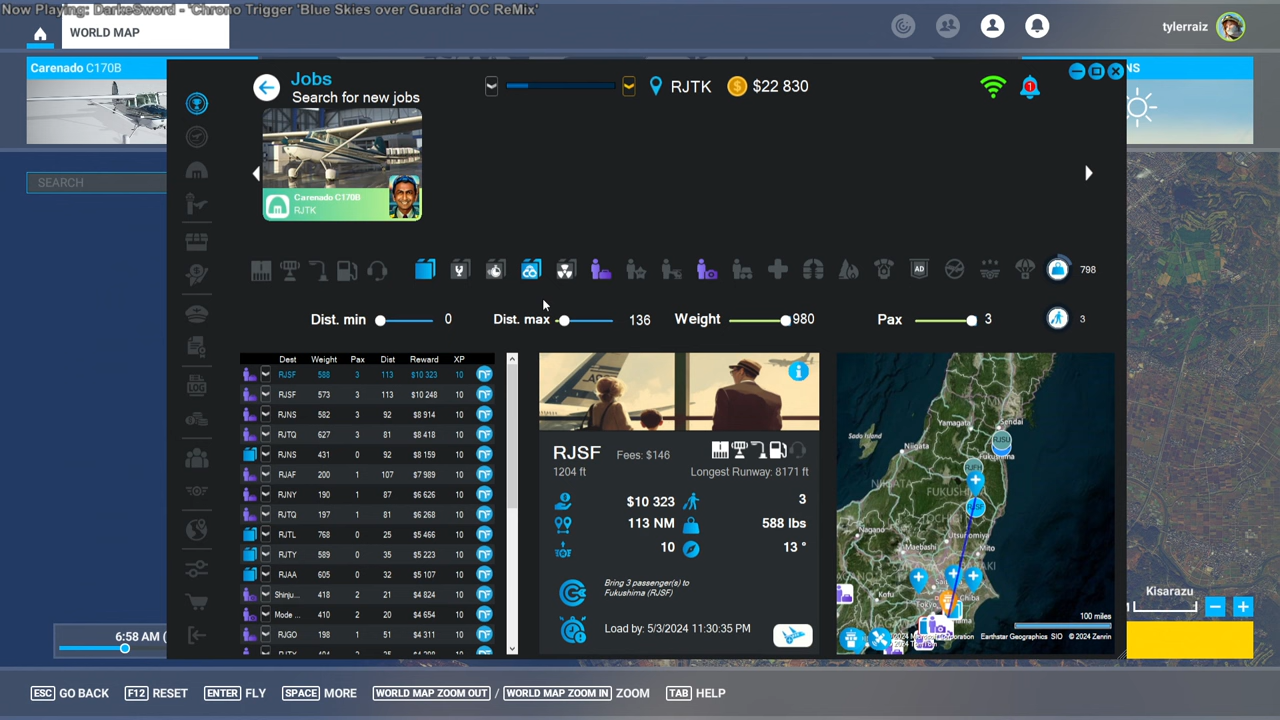 Now Playing: DarkeSword - 'Chrono Trigger 'Blue Skies over Guardia' OC ReMix'
WORLD MAP
tylerraiz
Carenado C170B
NS
Jobs
Search for new jobs
RJTK
$22 830
1
SEARCH
Carenado C170B
RJTK
AD
798
Dist. min
0
Dist. max
136
Weight
980
Pax
3
3
Dest Weight Pax Dist Reward XP
RJSF 588 3 113 $10 323 10
RJSF 573 3 113 $10 248 10
RJNS 582 3 92 $8 914 10
RJTQ 627 3 81 $8 418 10
RJNS 431 0 92 $8 159 10
RJAF 200 1 107 $7 989 10
RJNY 190 1 87 $6 626 10
RJTQ 197 1 81 $6 268 10
RJTL 768 0 25 $5 466 10
RJTY 589 0 35 $5 223 10
RJAA 605 0 32 $5 107 10
Shinju... 418 2 21 $4 824 10
Mode ... 410 2 20 $4 654 10
RJGO 198 1 51 $4 311 10
RJSF
Fees: $146
1204 ft
Longest Runway: 8171 ft
$10 323
3
113 NM
588 lbs
10
13 °
Bring 3 passenger(s) to
Fukushima (RJSF)
Load by: 5/3/2024 11:30:35 PM
Sado Island
Yamagata
Sendai
RJSU
Niigata
Fukushima
NIIGATA
RJFH
FUKUSHIMA
RJSF
Nagano
Utsunomiya
Maebashi
Mito
NAGANO
Kofu
Tokyo
Chiba
100 miles
Earthstar Geographics SIO © 2024 Zenrin
Kisarazu
6:58 AM (
ESC GO BACK
F12 RESET
ENTER FLY
SPACE MORE
WORLD MAP ZOOM OUT / WORLD MAP ZOOM IN ZOOM
TAB HELP